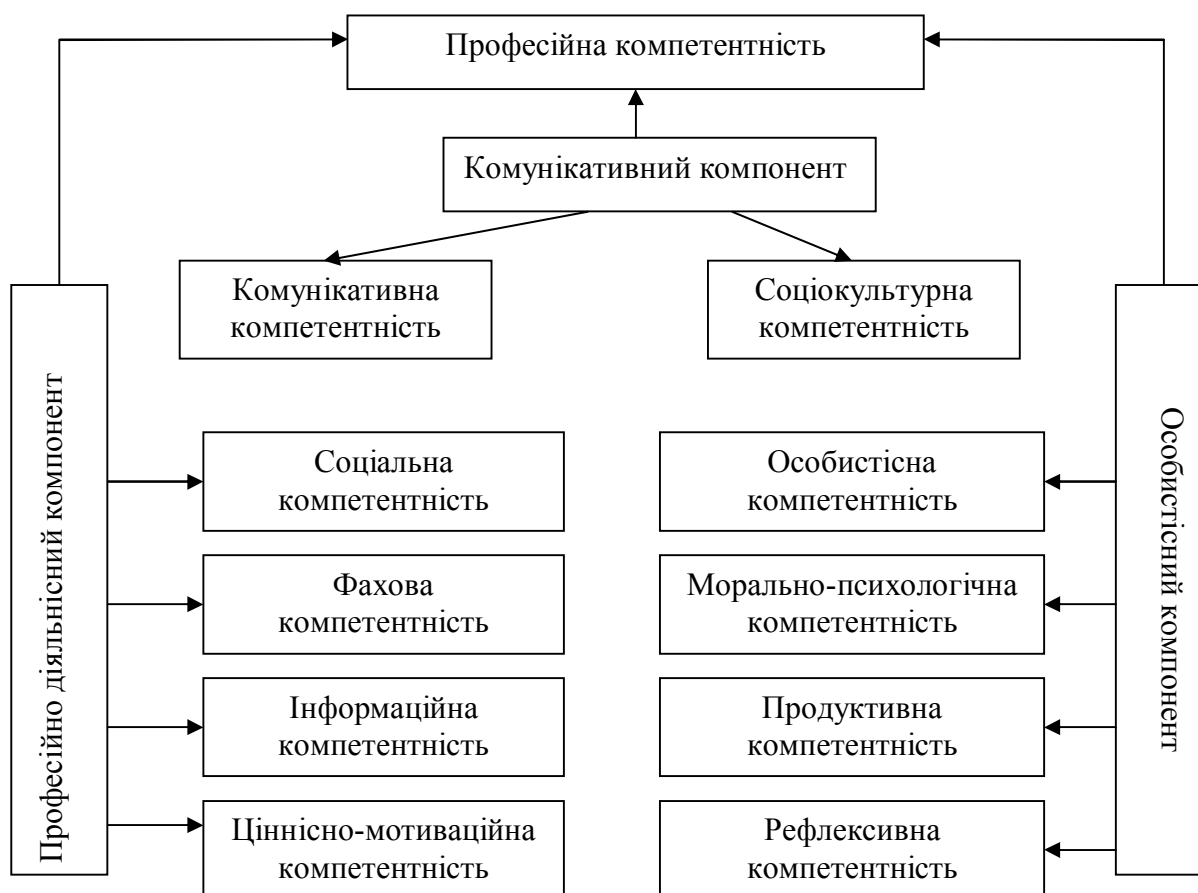 Професійна компетентність
Комунікативний компонент
Комунікативна
компетентність
Соціокультурна
компетентність
Професійно діяльнісний компонент
Соціальна
компетентність
Особистісна
компетентність
Фахова
компетентність
Морально-психологічна
компетентність
Інформаційна
компетентність
Продуктивна
компетентність
Ціннісно-мотиваційна
компетентність
Рефлексивна
компетентність
Особистісний компонент